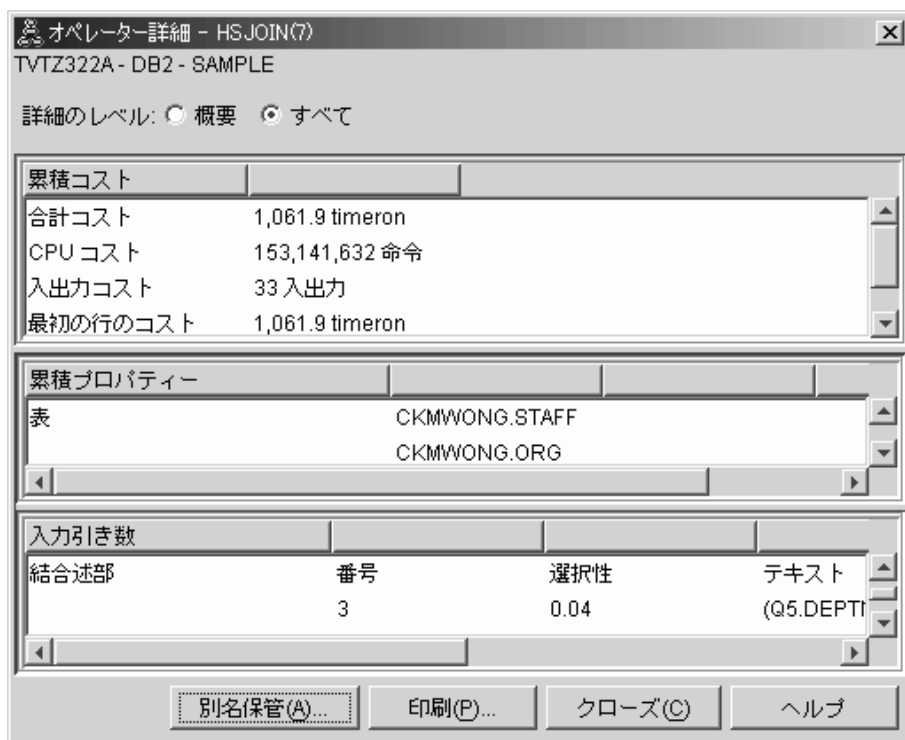 オペレーター詳細 - HSJOIN(7)
TVTZ322A - DB2 - SAMPLE
詳細のレベル: 概要 すべて
累積コスト
合計コスト 1,061.9 timeron
CPU コスト 153,141,632 命令
入出力コスト 33 入出力
最初の行のコスト 1,061.9 timeron
累積プロパティー
表 CKMWONG.STAFF
CKMWONG.ORG
入力引き数
結合述部 番号 選択性 テキスト
3 0.04 (Q5.DEPTN
別名保管(A)... 印刷(P)... クローズ(C) ヘルプ